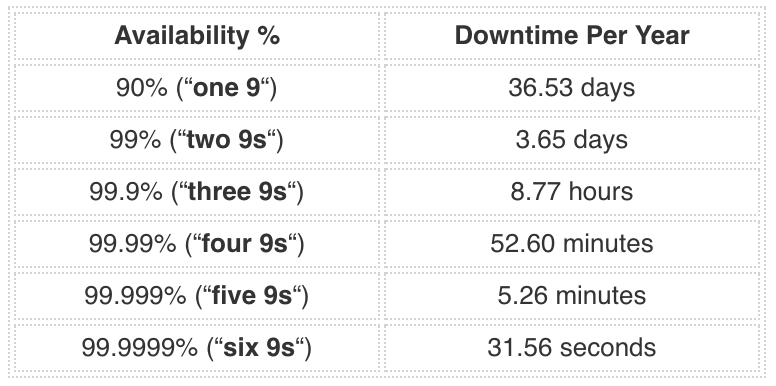 Availability % Downtime Per Year
90% (“one 9“) 36.53 days
99% (“two 9s“) 3.65 days
99.9% (“three 9s“) 8.77 hours
99.99% (“four 9s“) 52.60 minutes
99.999% (“five 9s“) 5.26 minutes
99.9999% (“six 9s“) 31.56 seconds